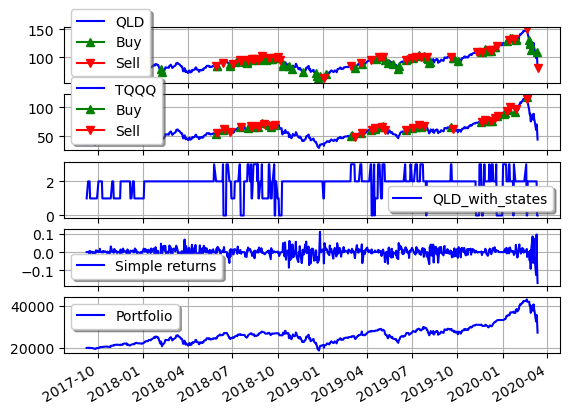 QLD
Buy
Sell
150
100
TQQQ
Buy
Sell
100
50
QLD_with_states
2
0
Simple returns
0.1
0.0
−0.1
Portfolio
40000
20000
2017-10 2018-01 2018-04 2018-07 2018-10 2019-01 2019-04 2019-07 2019-10 2020-01 2020-04